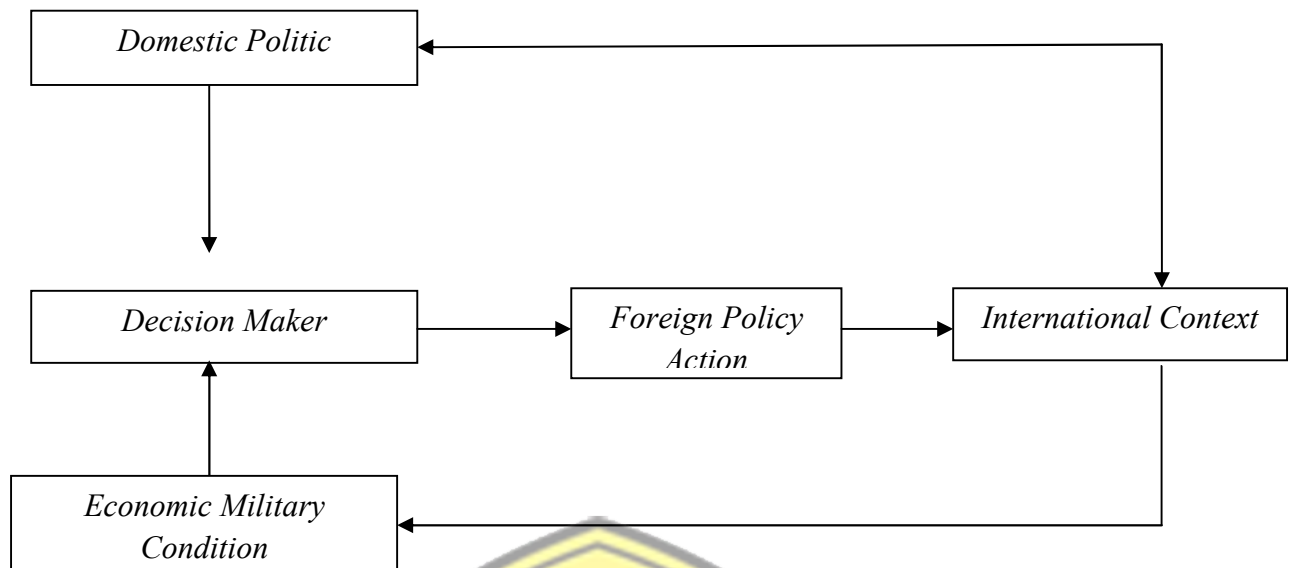 Domestic Politic
Decision Maker
Foreign Policy
Action
International Context
Economic Military
Condition